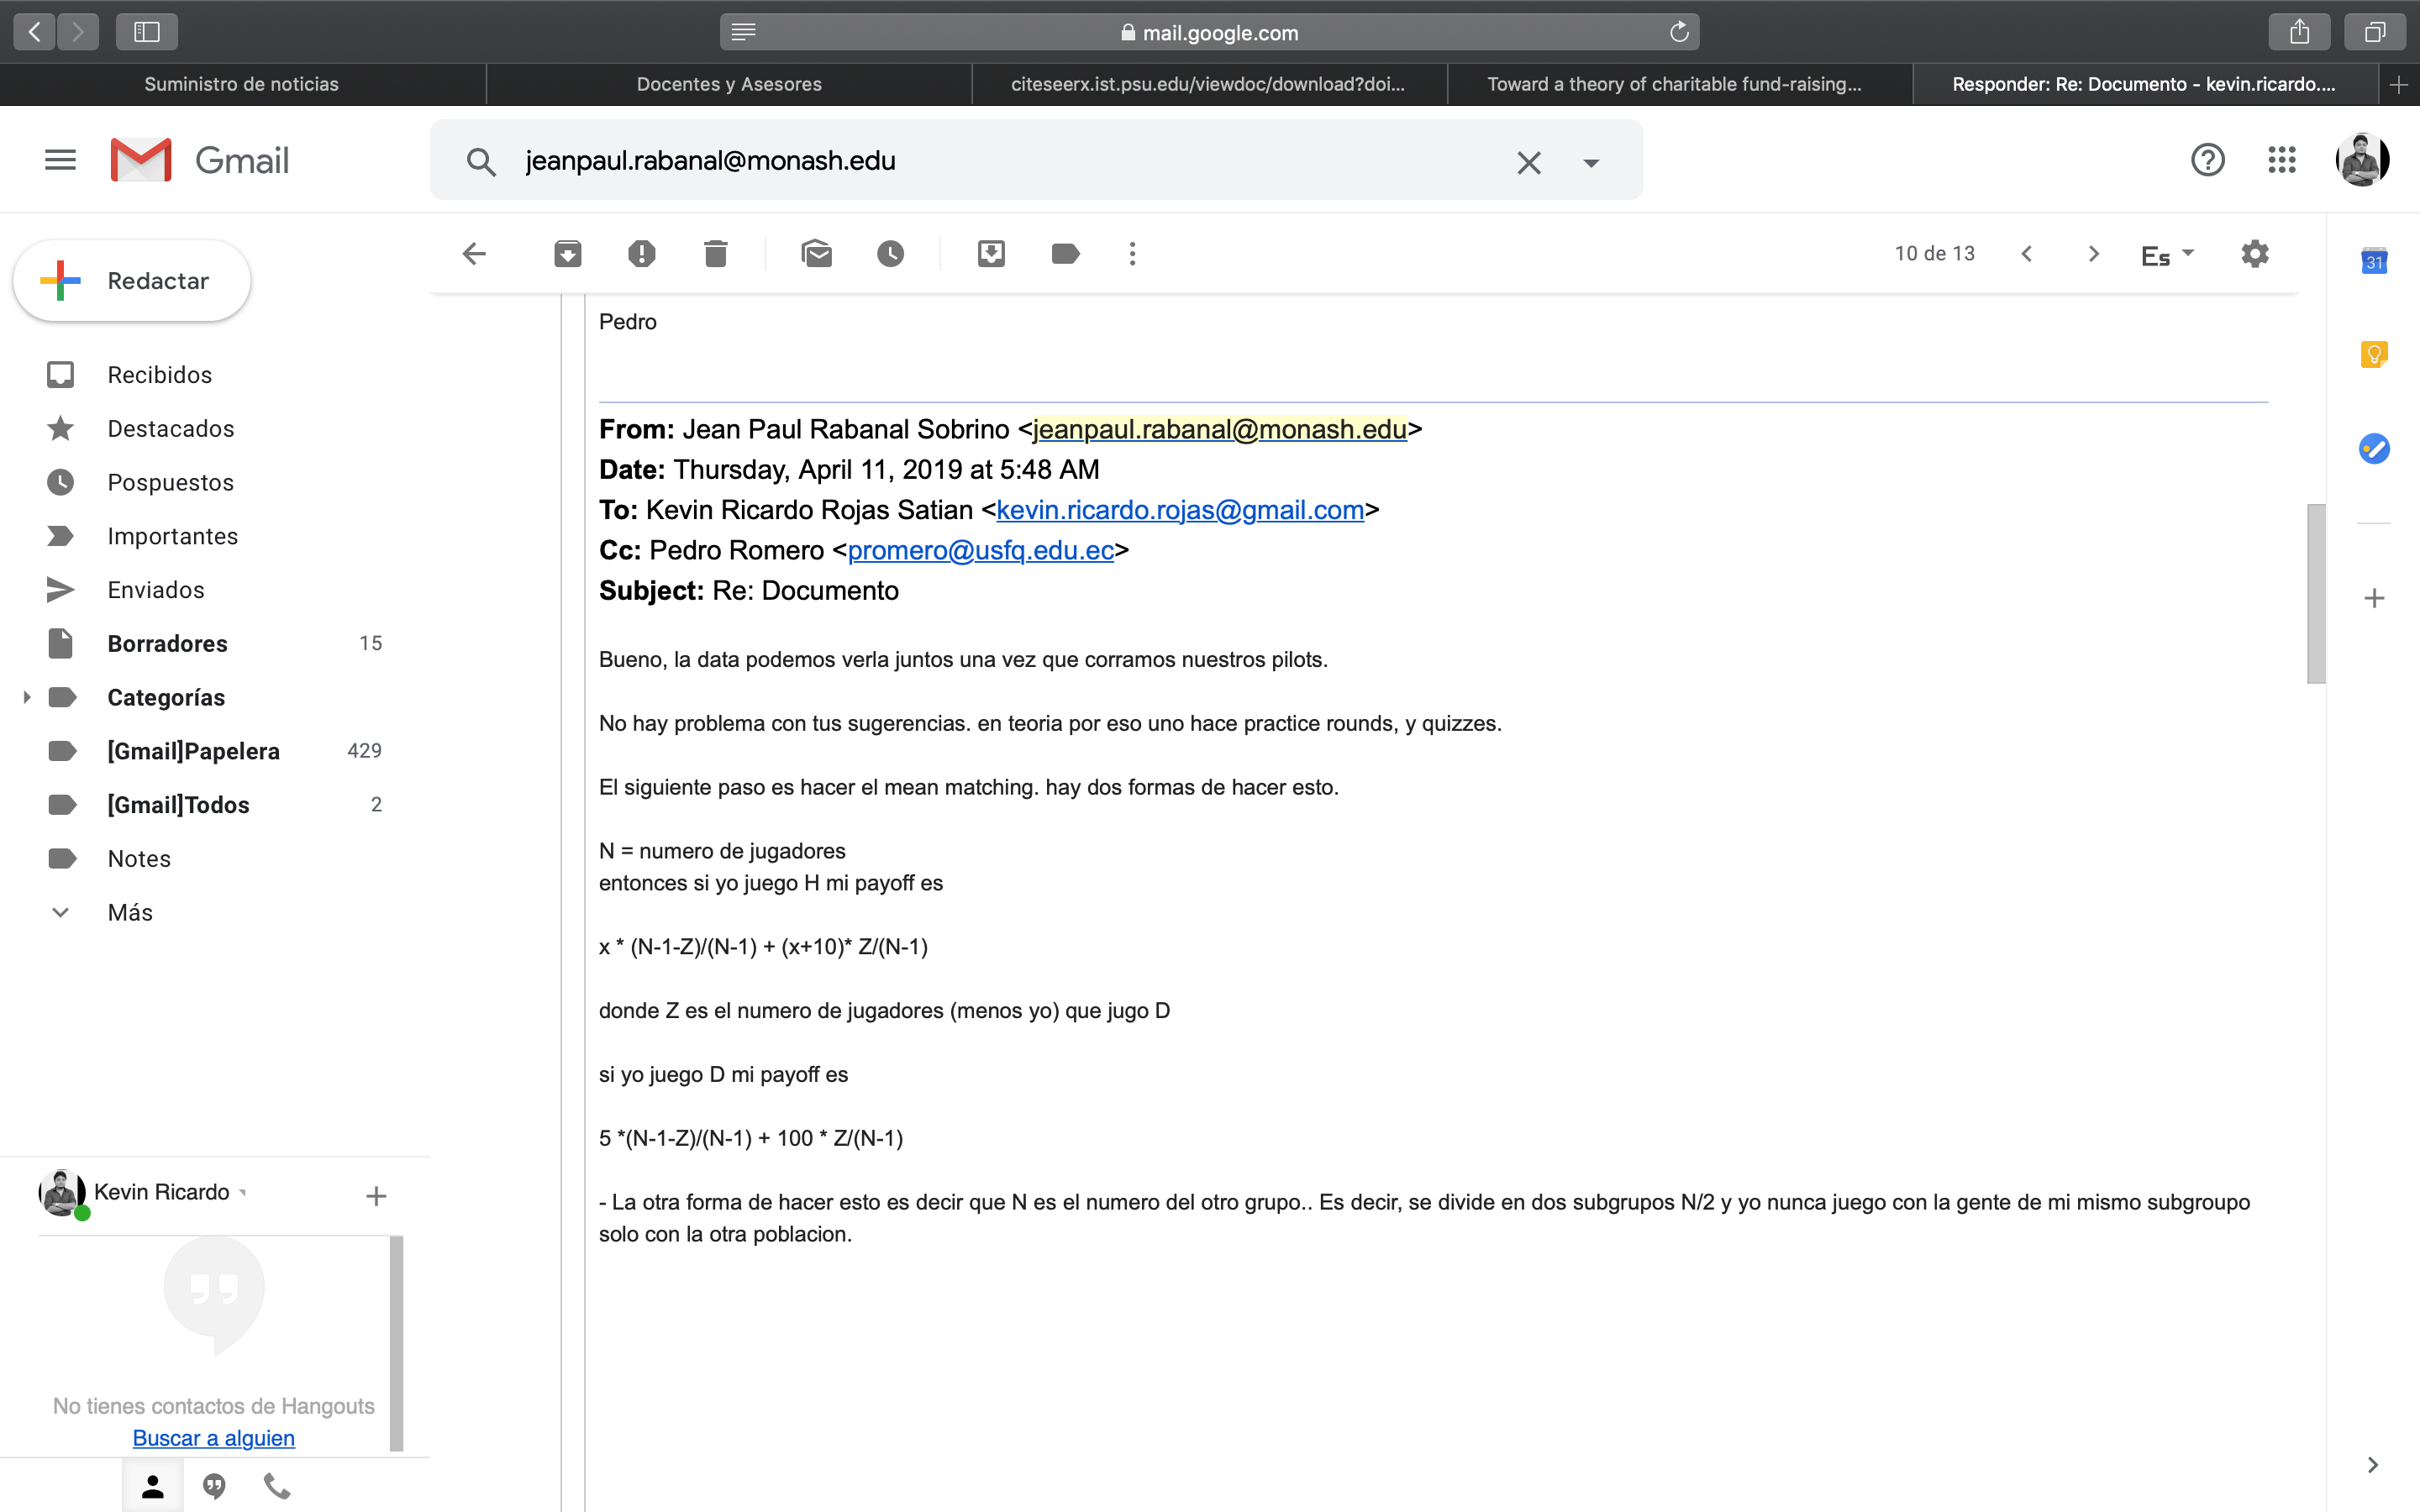 mail.google.com
Suministro de noticias
Docentes y Asesores
citeseerx.ist.psu.edu/viewdoc/download?doi...
Toward a theory of charitable fund-raising...
Responder: Re: Documento - kevin.ricardo....
Gmail
jeanpaul.rabanal@monash.edu
Redactar
10 de 13
Es
31
Recibidos
Destacados
Pospuestos
Importantes
Enviados
Borradores 15
Categorías
[Gmail]Papelera 429
[Gmail]Todos 2
Notes
Más
Kevin Ricardo
No tienes contactos de Hangouts
Buscar a alguien
Pedro
From: Jean Paul Rabanal Sobrino <jeanpaul.rabanal@monash.edu>
Date: Thursday, April 11, 2019 at 5:48 AM
To: Kevin Ricardo Rojas Satian <kevin.ricardo.rojas@gmail.com>
Cc: Pedro Romero <promero@usfq.edu.ec>
Subject: Re: Documento
Bueno, la data podemos verla juntos una vez que corramos nuestros pilots.
No hay problema con tus sugerencias. en teoria por eso uno hace practice rounds, y quizzes.
El siguiente paso es hacer el mean matching. hay dos formas de hacer esto.
N = numero de jugadores
entonces si yo juego H mi payoff es
x * (N-1-Z)/(N-1) + (x+10)* Z/(N-1)
donde Z es el numero de jugadores (menos yo) que jugo D
si yo juego D mi payoff es
5 *(N-1-Z)/(N-1) + 100 * Z/(N-1)
- La otra forma de hacer esto es decir que N es el numero del otro grupo.. Es decir, se divide en dos subgrupos N/2 y yo nunca juego con la gente de mi mismo subgroupo
solo con la otra poblacion.